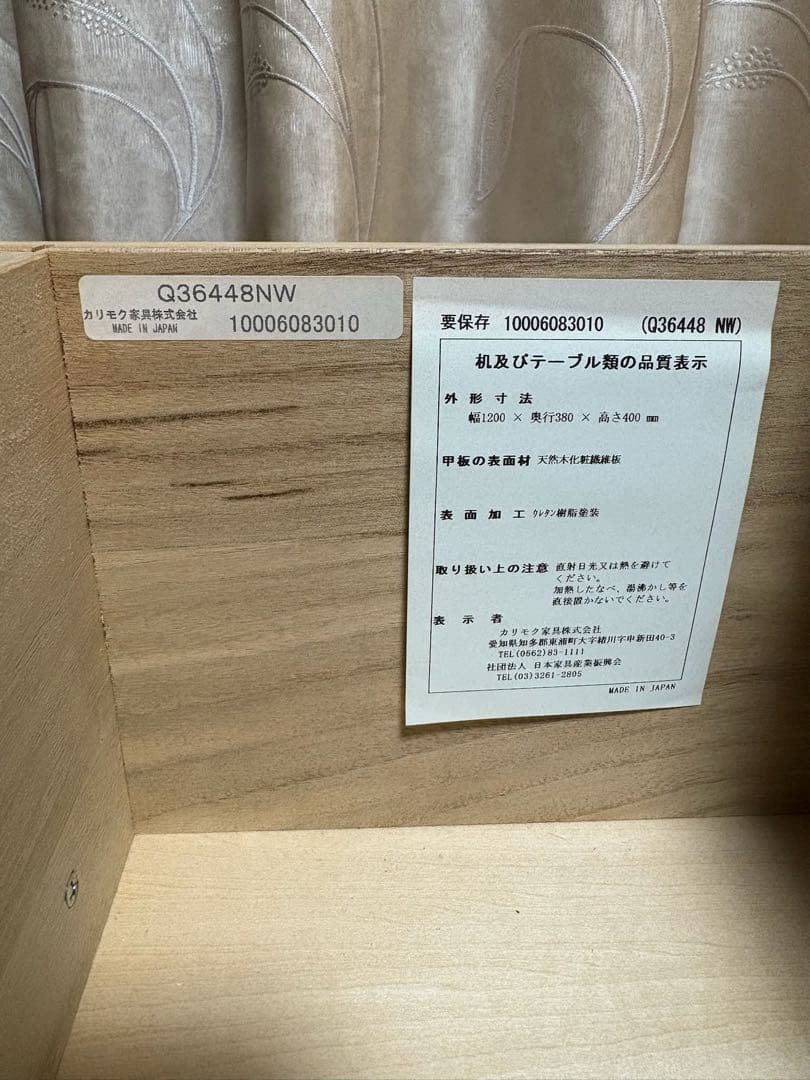 Q36448NW
カリモク家具株式会社
MADE IN JAPAN
10006083010
要保存 10006083010 (Q36448 NW)
机及びテーブル類の品質表示
外形寸法
幅1200 × 奥行380 × 高さ400 mm
甲板の表面材 天然木化粧繊維板
表面加工 ウレタン樹脂塗装
取り扱い上の注意 直射日光又は熱を避けて
ください。
加熱したなべ、湯沸かし等を
直接置かないでください。
表示者
カリモク家具株式会社
愛知県知多郡東浦町大字緒川字申新田40-3
TEL(0562)83-1111
社団法人 日本家具産業振興会
TEL(03)3261-2805
MADE IN JAPAN